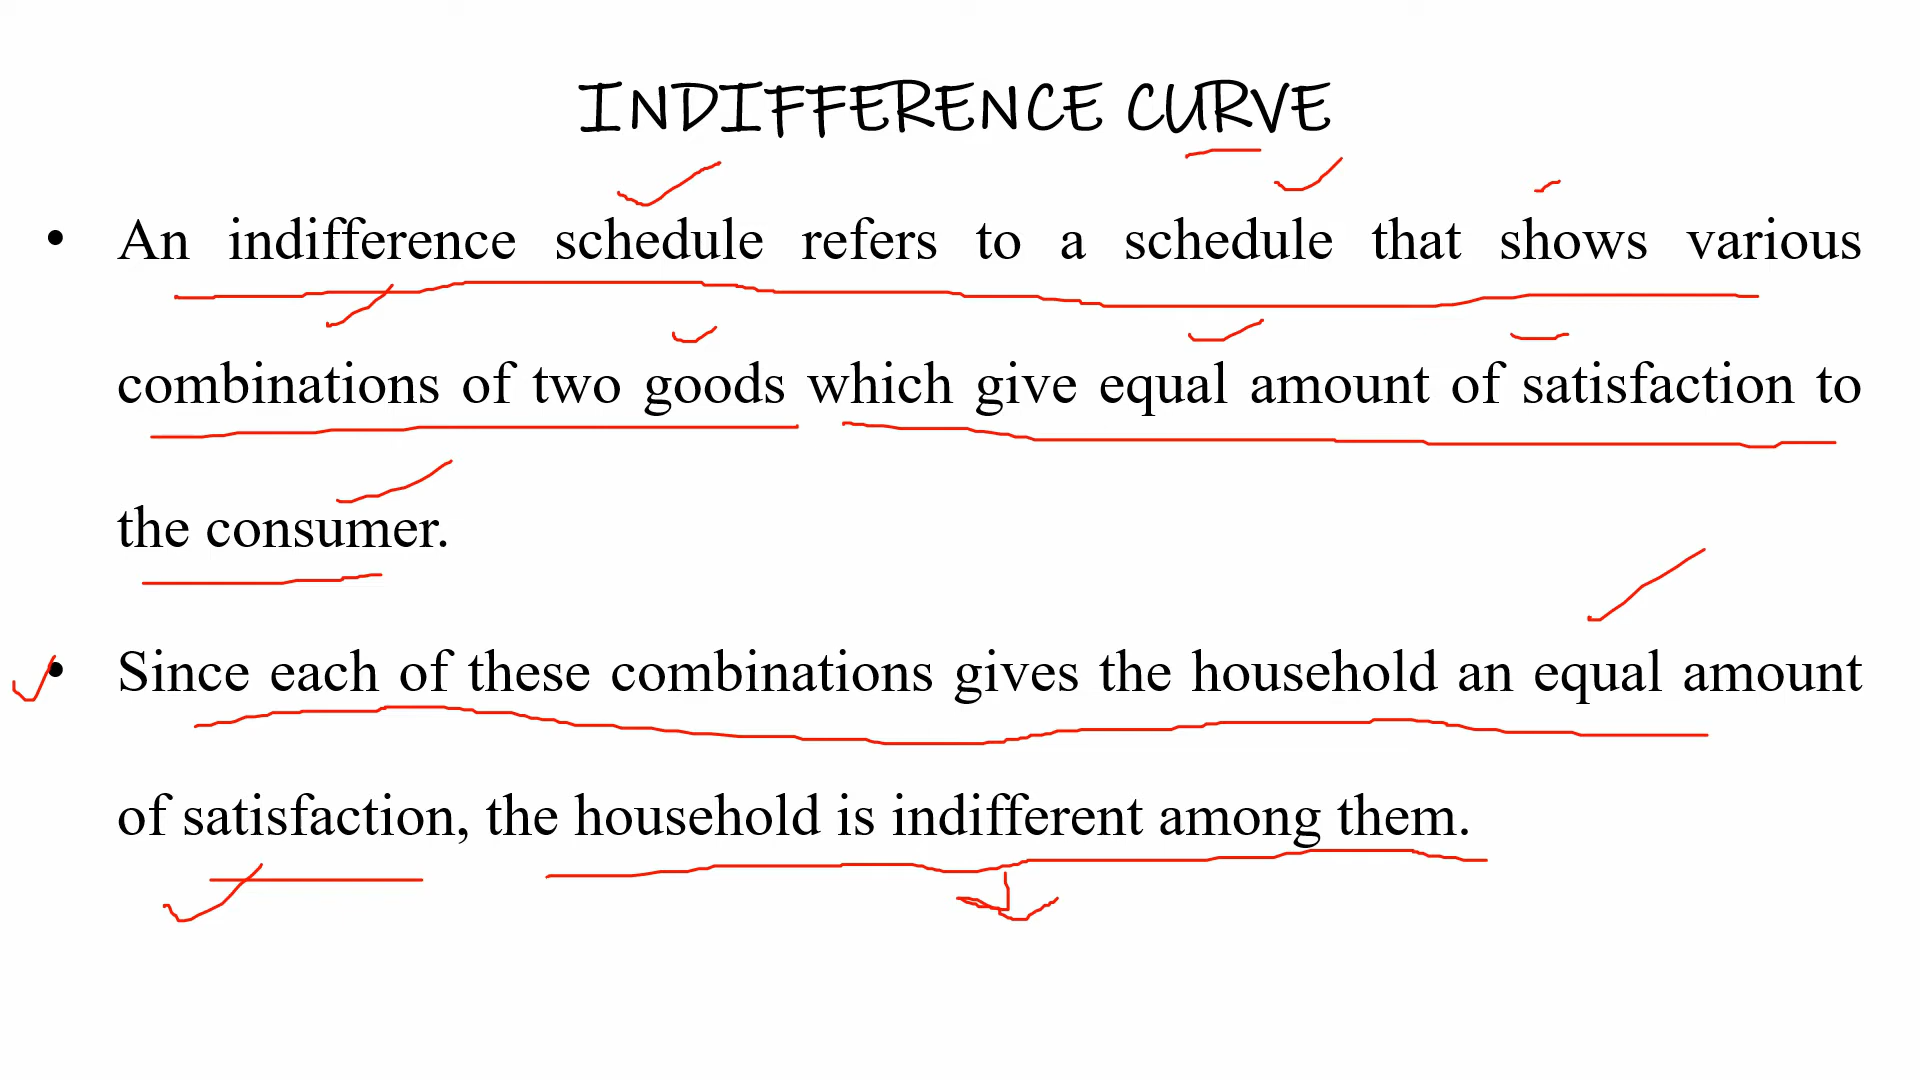 INDIFFERENCE CURVE
• An indifference schedule refers to a schedule that shows various
combinations of two goods which give equal amount of satisfaction to
the consumer.
• Since each of these combinations gives the household an equal amount
of satisfaction, the household is indifferent among them.